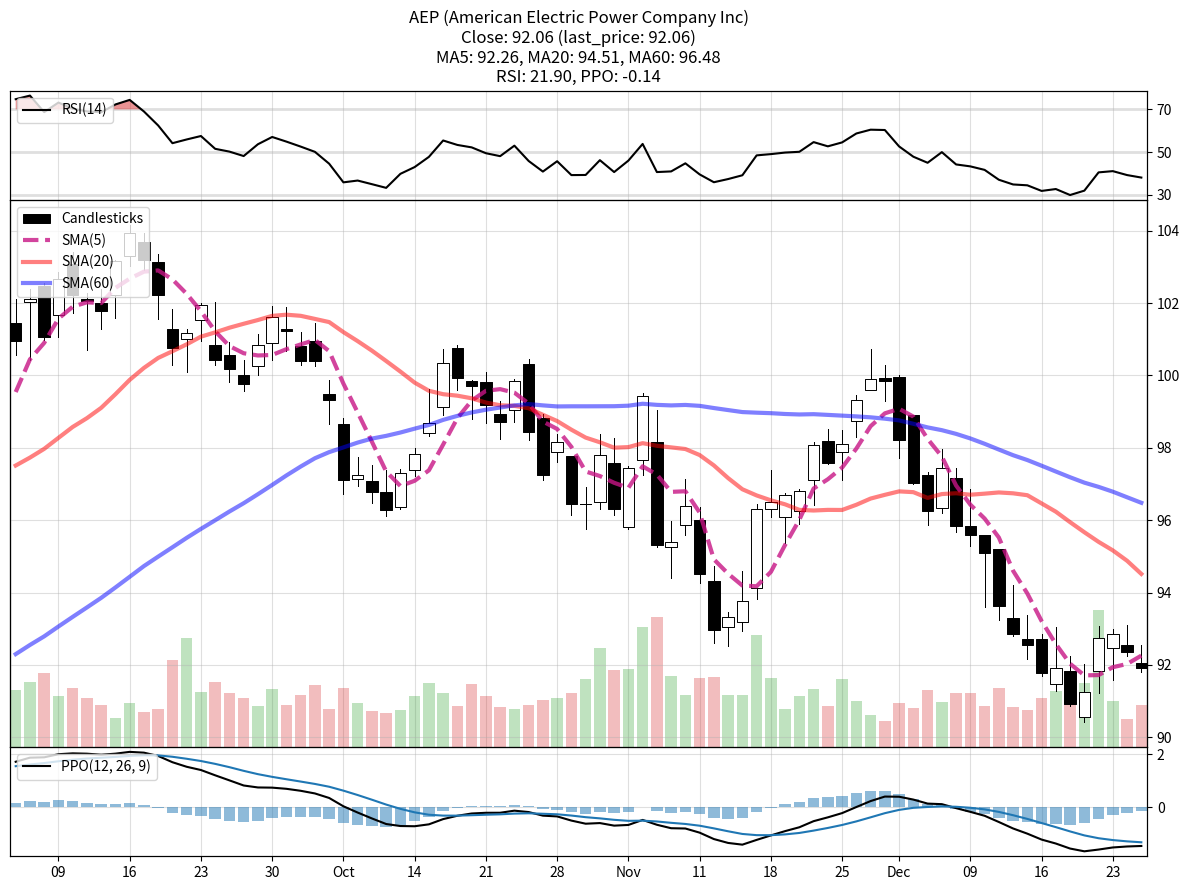 AEP (American Electric Power Company Inc)
Close: 92.06 (last_price: 92.06)
MA5: 92.26, MA20: 94.51, MA60: 96.48
RSI: 21.90, PPO: -0.14
RSI(14)
70
50
30
Candlesticks
SMA(5)
SMA(20)
SMA(60)
104
102
100
98
96
94
92
90
PPO(12, 26, 9)
2
0
09 16 23 30 Oct 14 21 28 Nov 11 18 25 Dec 09 16 23